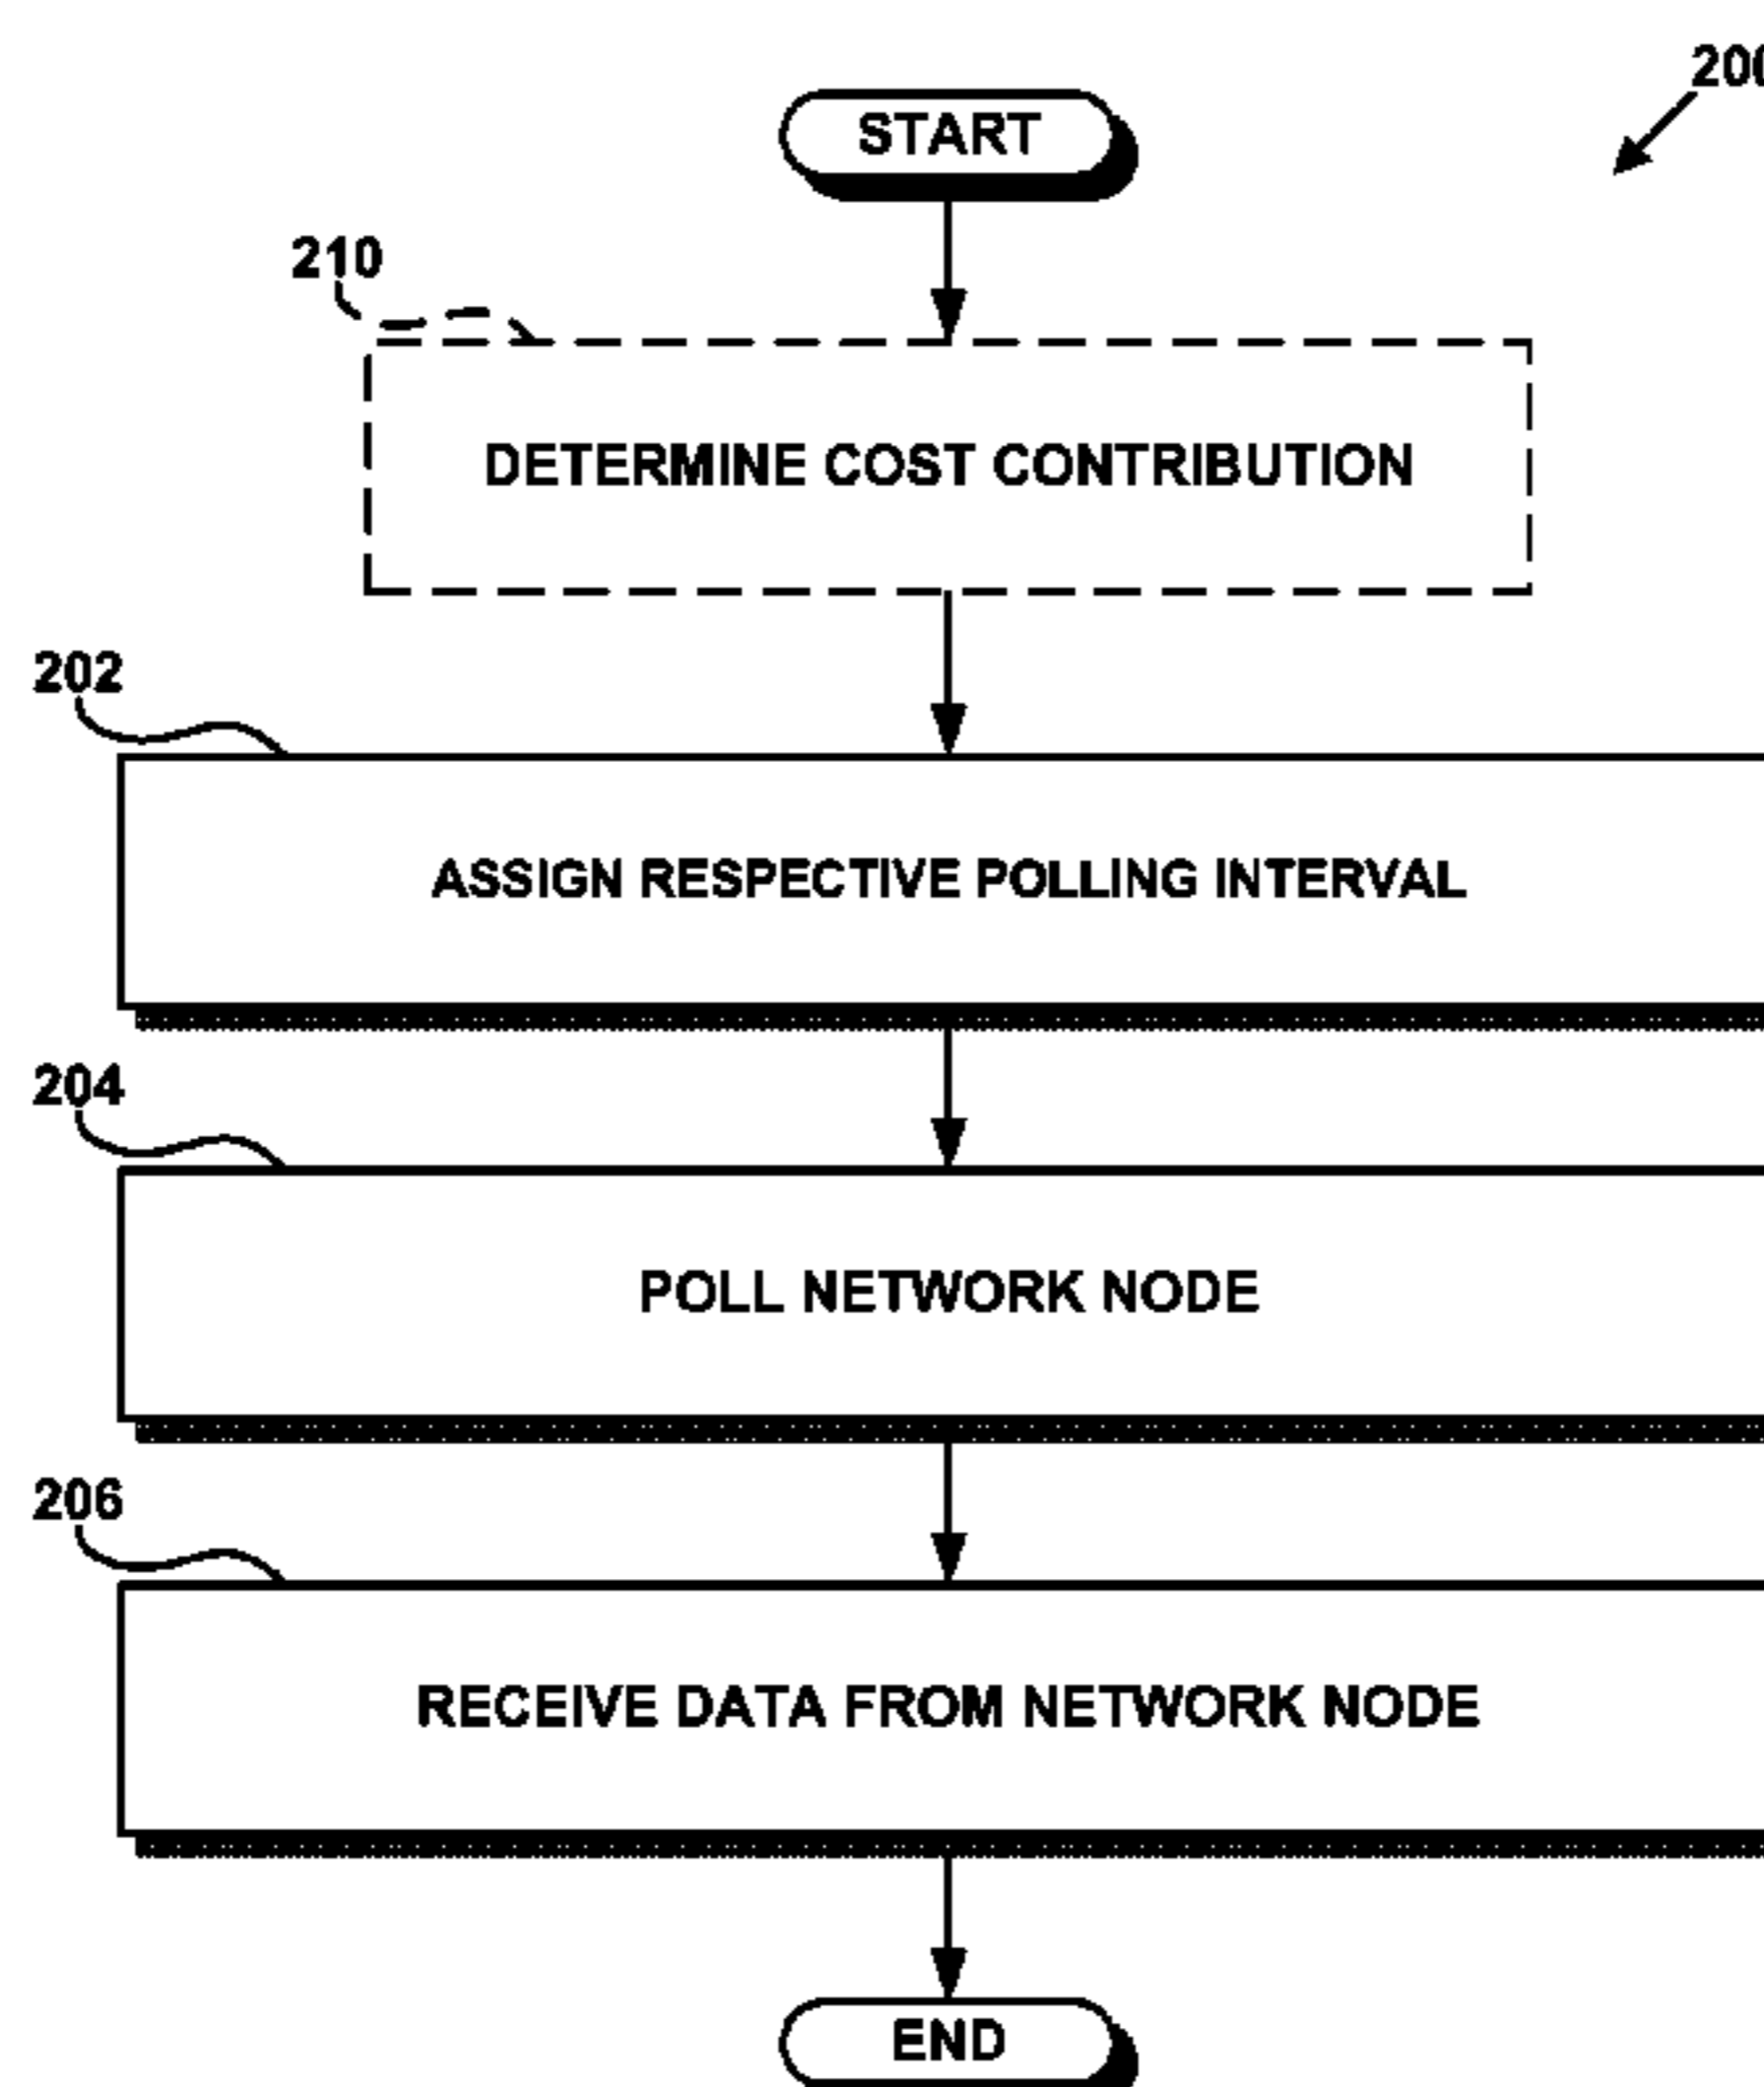 START
210
DETERMINE COST CONTRIBUTION
202
ASSIGN RESPECTIVE POLLING INTERVAL
204
POLL NETWORK NODE
206
RECEIVE DATA FROM NETWORK NODE
END